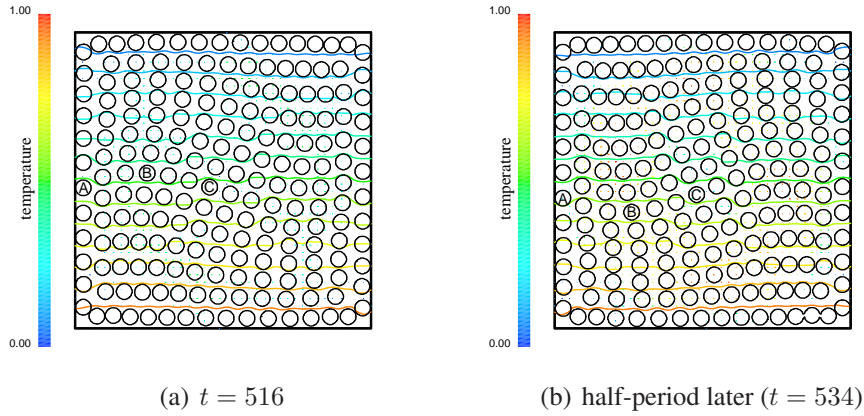 1.00
temperature
0.00
A
B
C
1.00
temperature
0.00
A
B
C
(a) t = 516
(b) half-period later (t = 534)